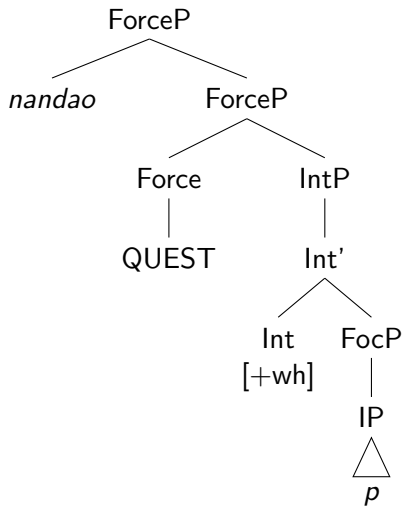 ForceP
nandao ForceP
Force IntP
QUEST Int'
Int FocP
[+wh]
IP
p